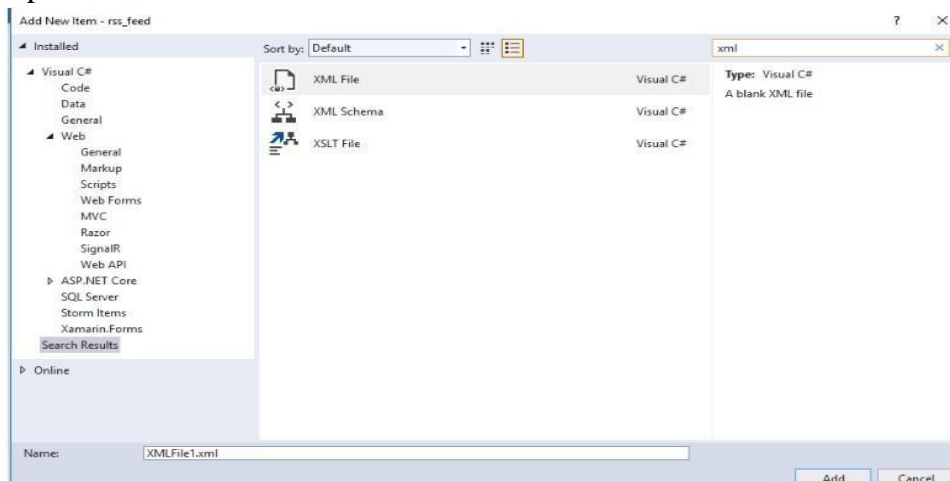 Add New Item - rss_feed ? ×
Installed
Sort by: Default
xml
Visual C#
Code
Data
General
Web
General
Markup
Scripts
Web Forms
MVC
Razor
SignalR
Web API
ASP.NET Core
SQL Server
Storm Items
Xamarin.Forms
Search Results
Online
XML File Visual C#
XML Schema Visual C#
XSLT File Visual C#
Type: Visual C#
A blank XML file
Name: XMLFile1.xml
Add Cancel